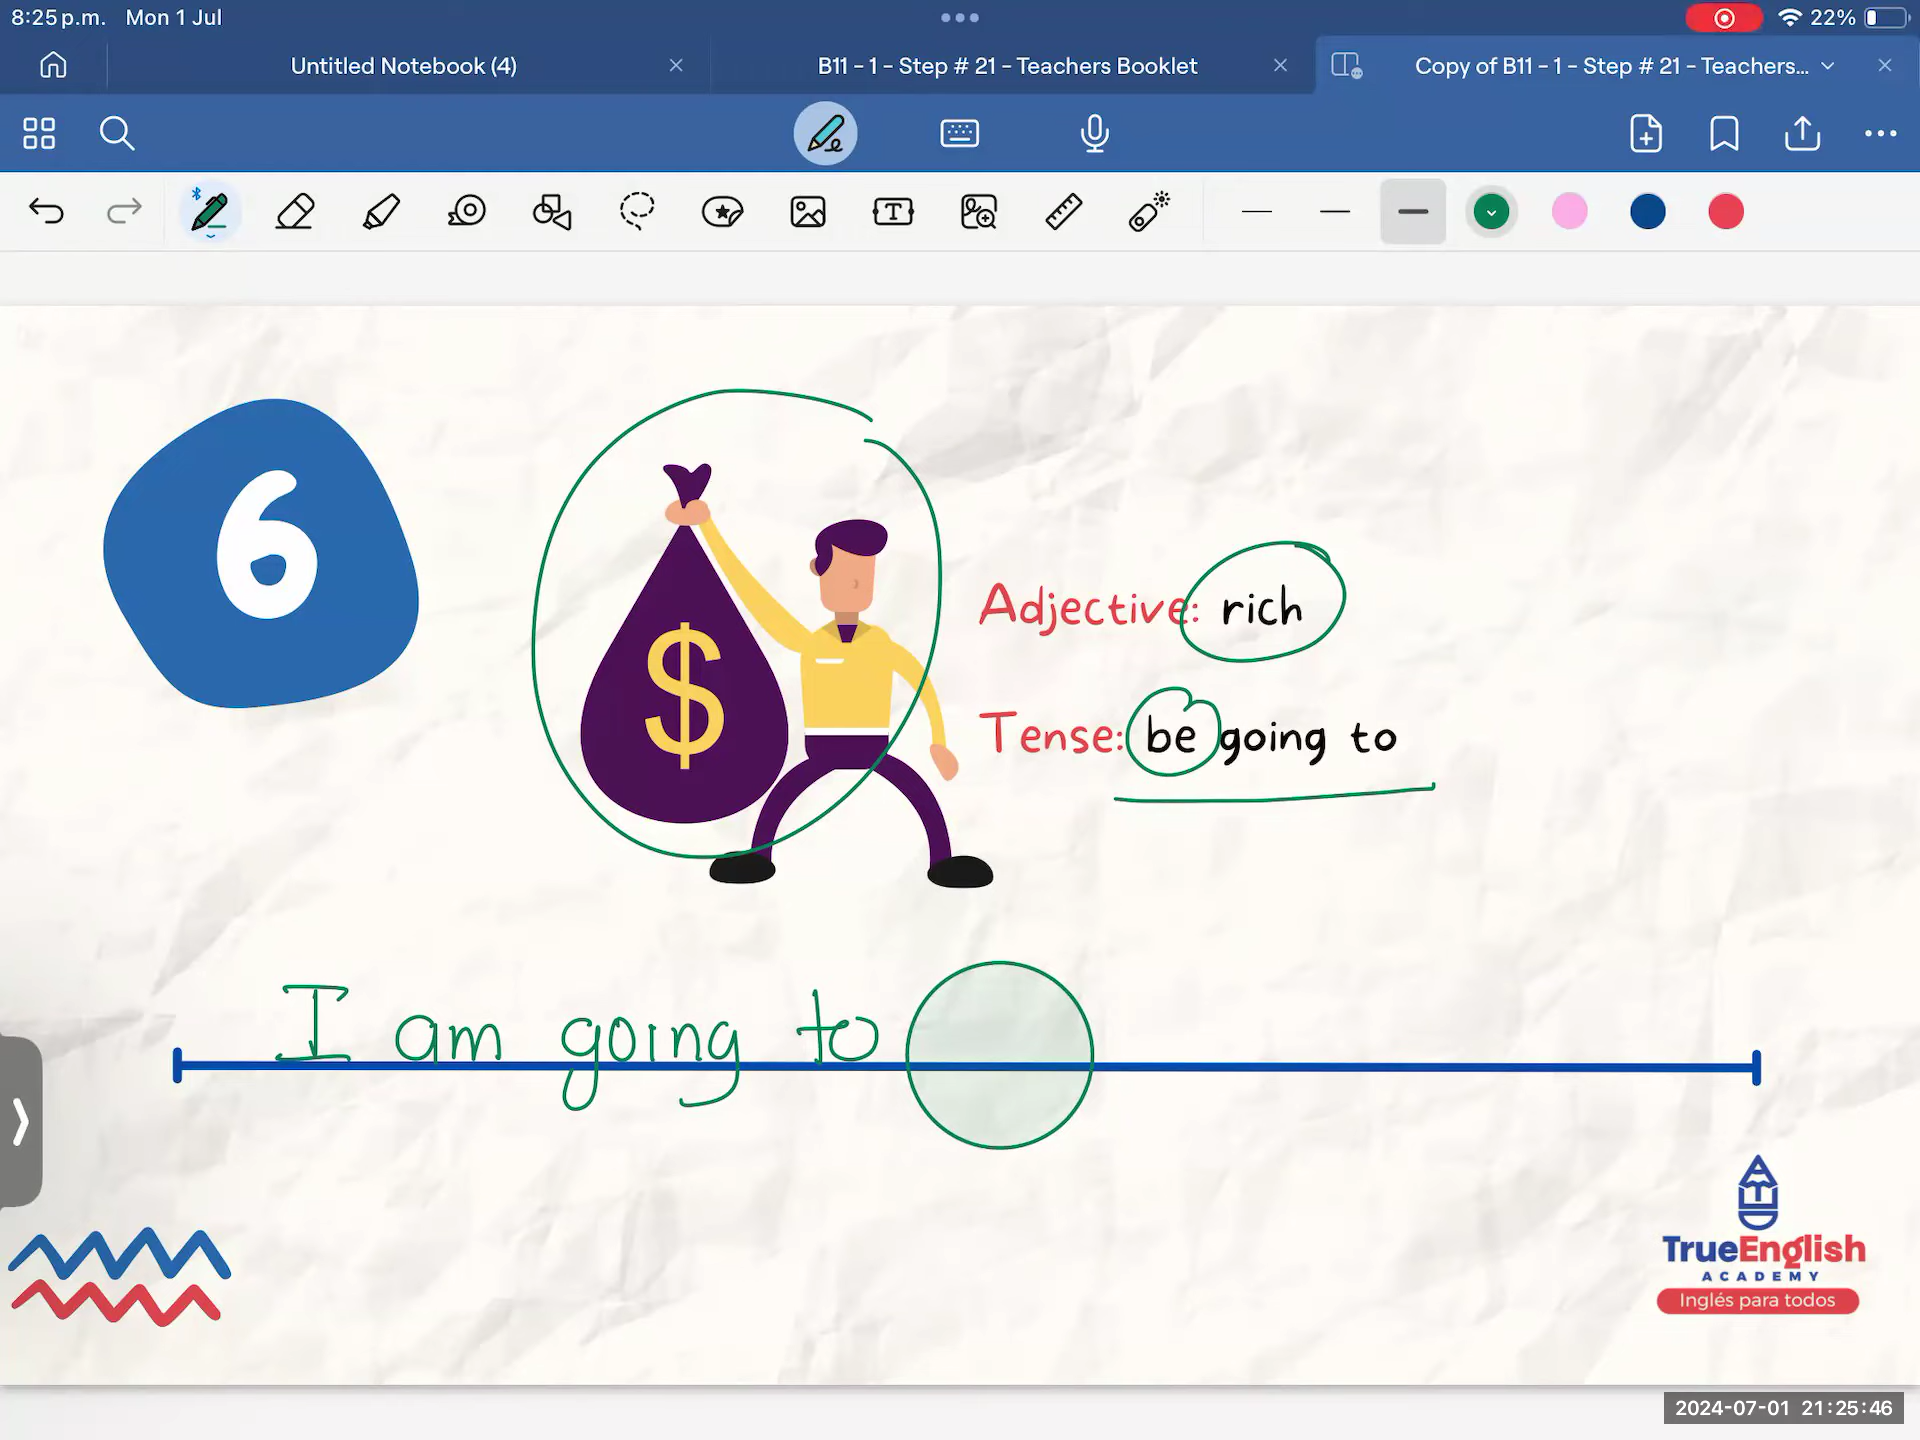 8:25 p.m. Mon 1 Jul
22%
Untitled Notebook (4)
B11 - 1 - Step # 21 - Teachers Booklet
Copy of B11 - 1 - Step # 21 - Teachers...
6
$
Adjective: rich
Tense: be going to
I am going to
TrueEnglish
ACADEMY
Inglés para todos
2024-07-01 21:25:46